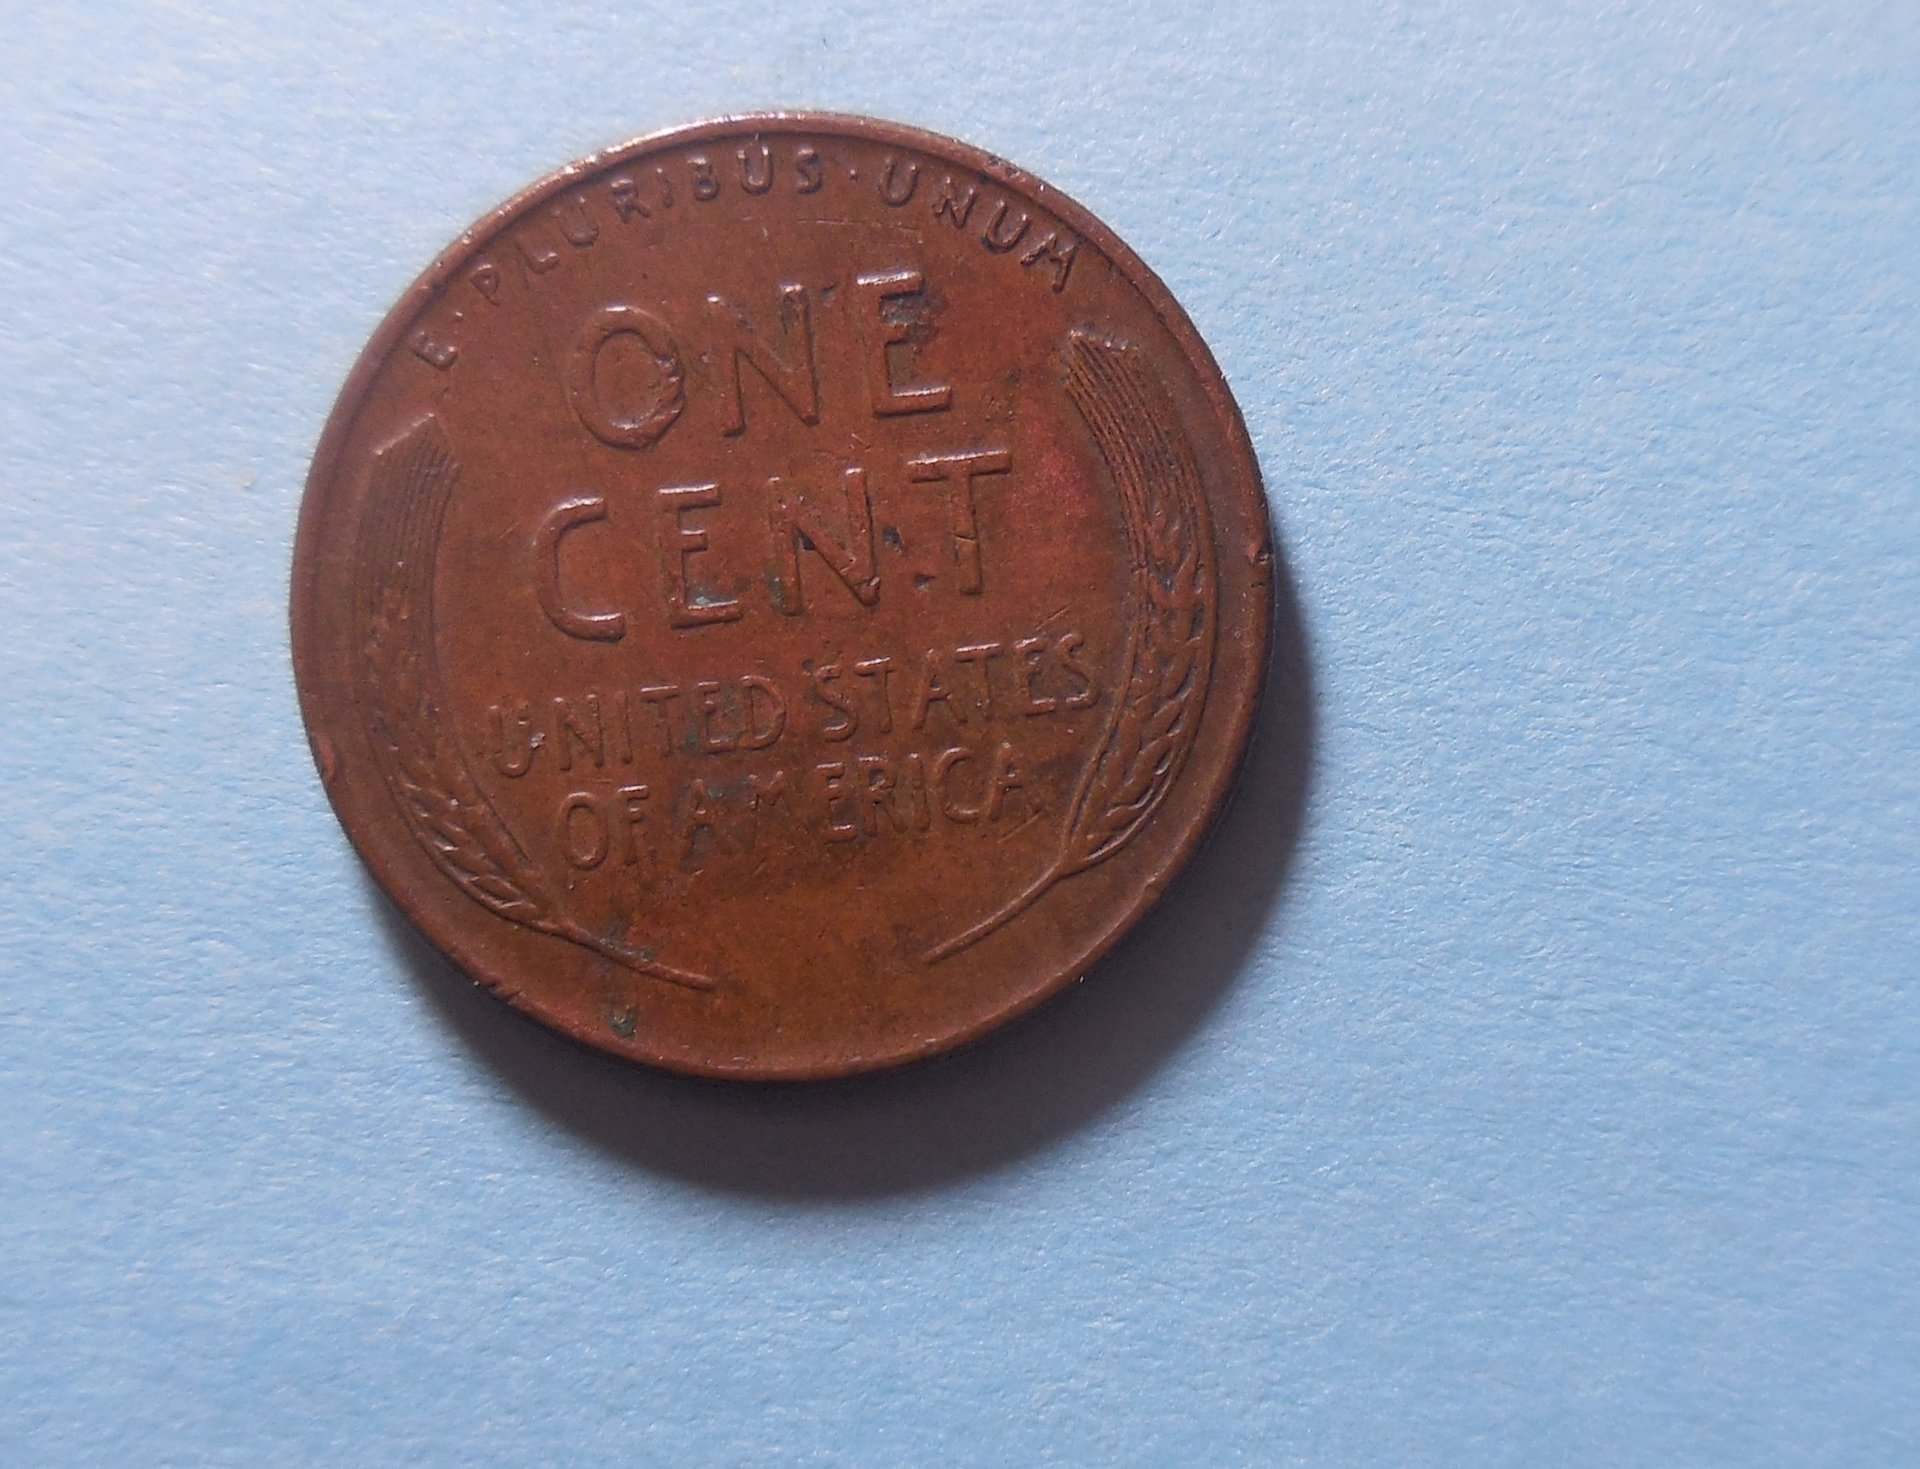 E · PLURIBUS · UNUM
ONE
CENT
UNITED STATES
OF AMERICA